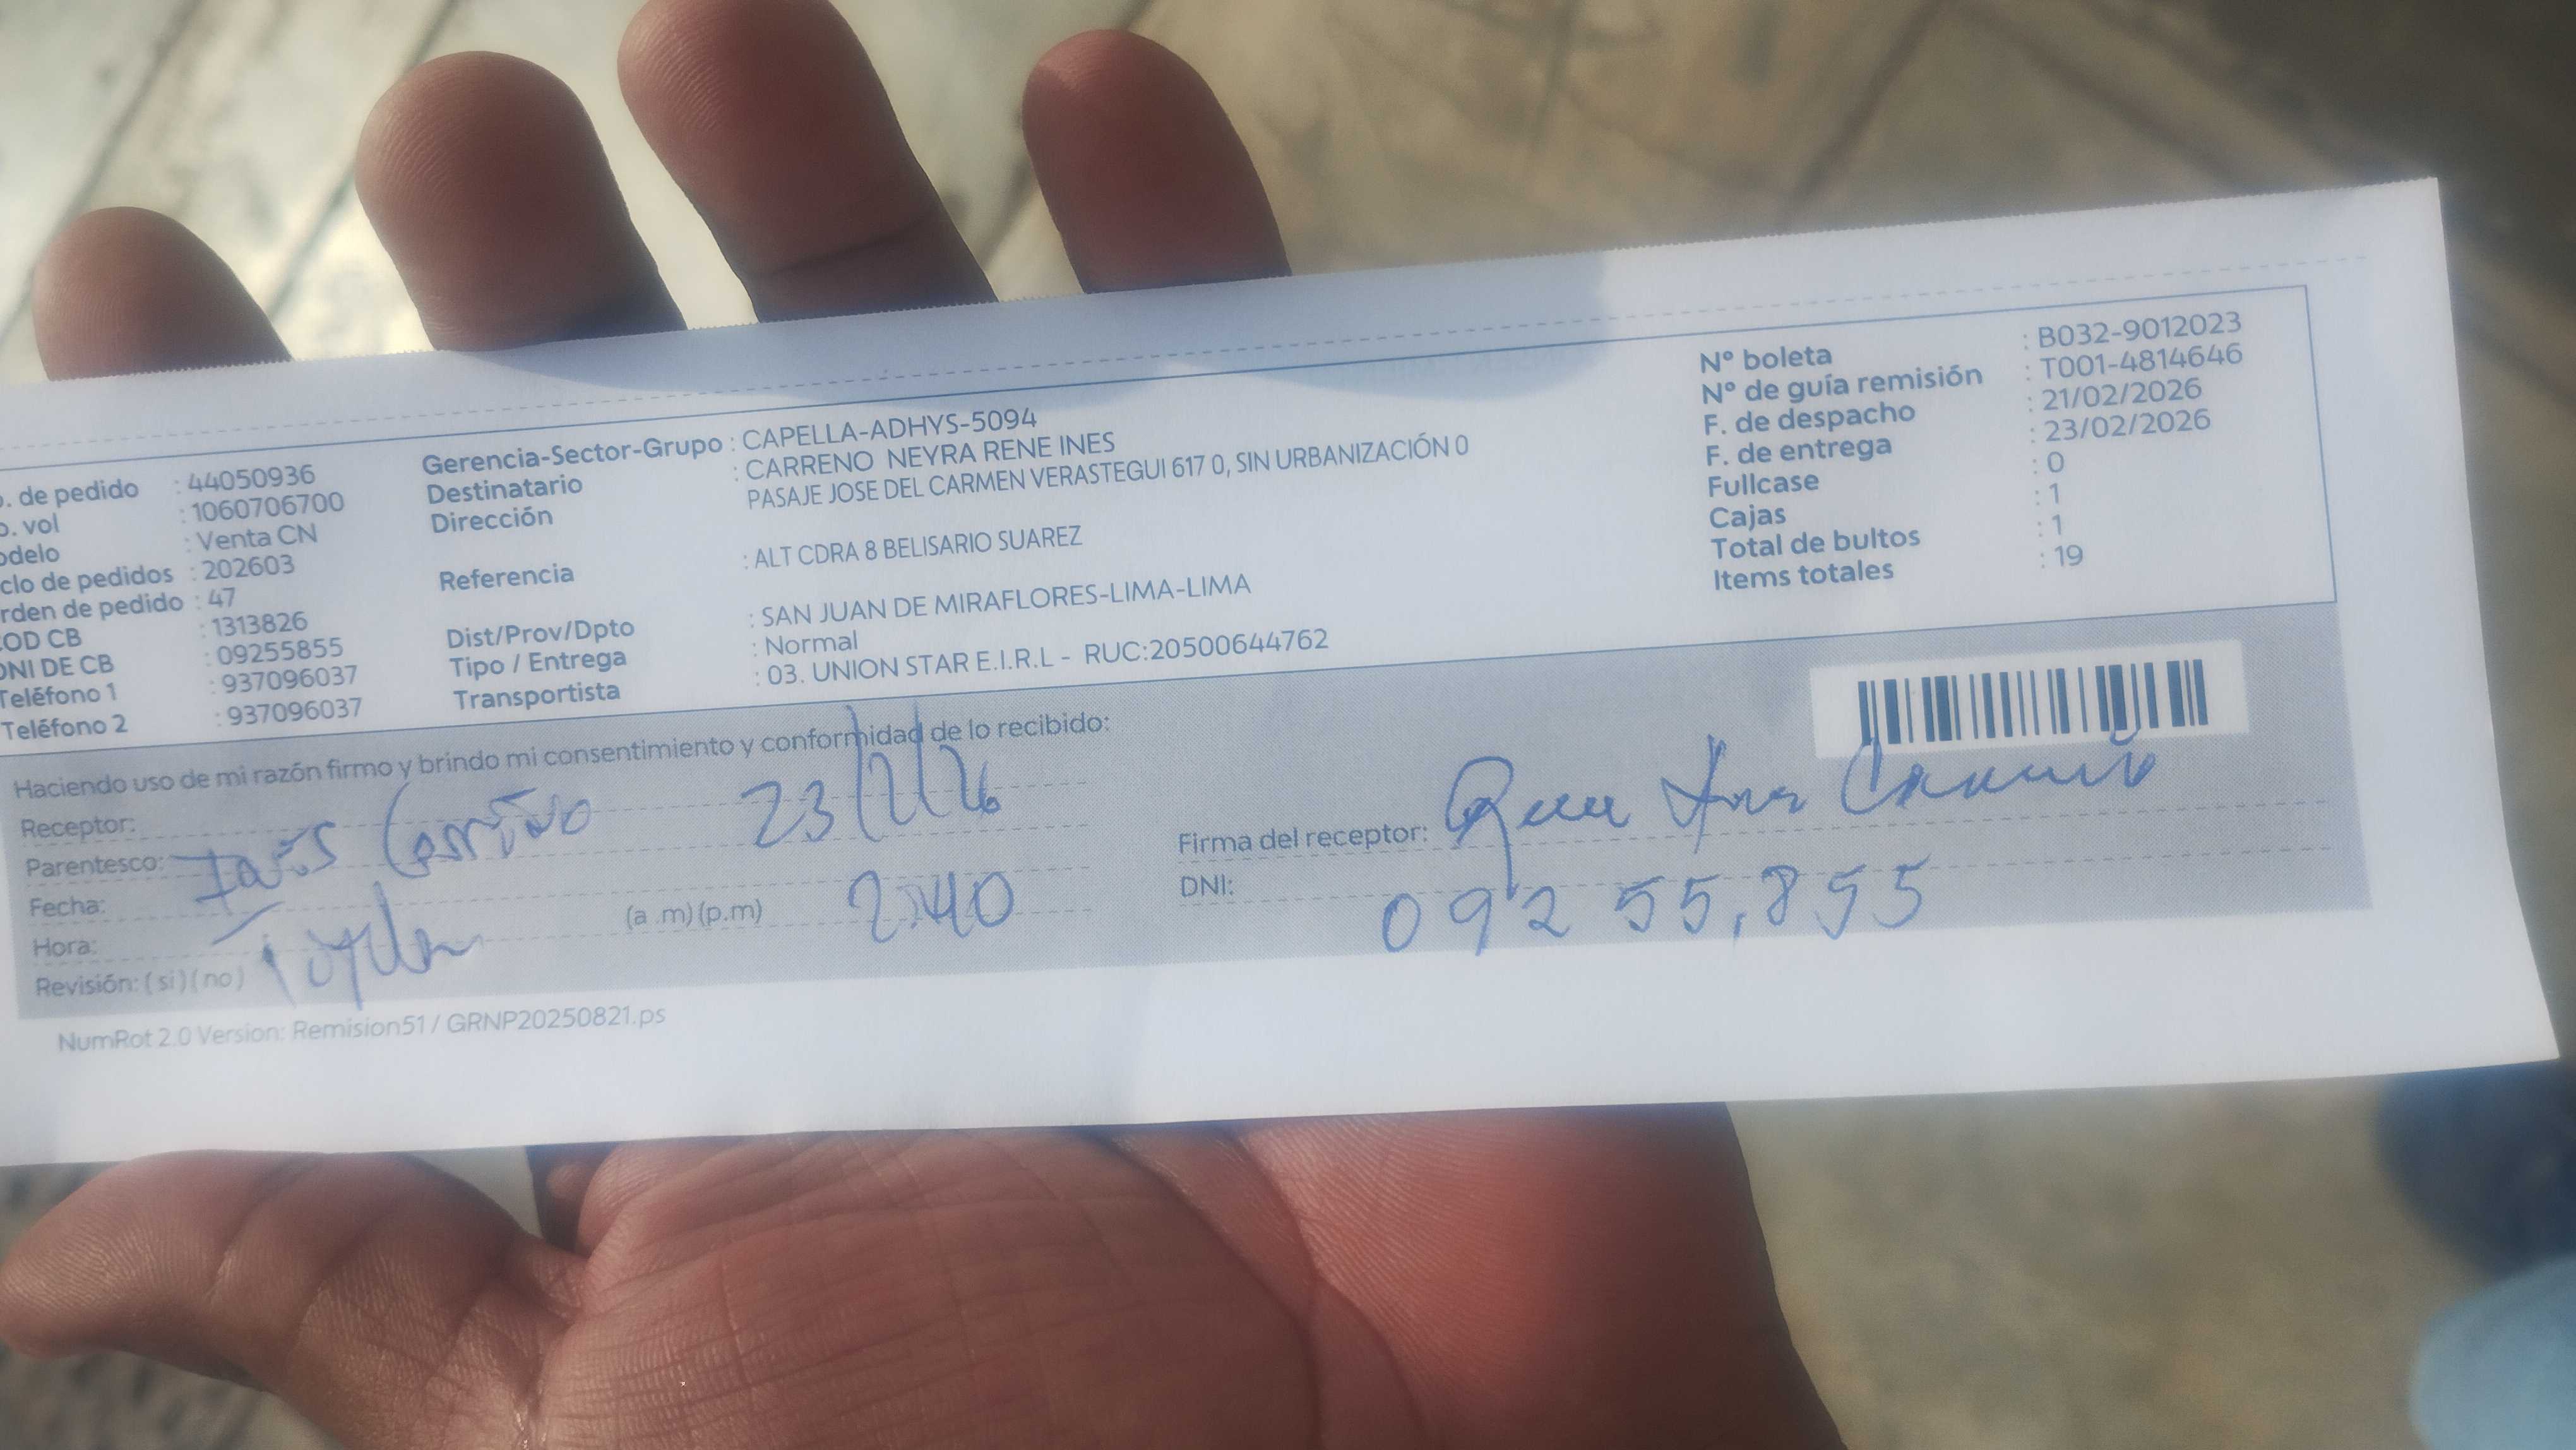 o. de pedido : 44050936
o. vol : 1060706700
odelo : Venta CN
clo de pedidos : 202603
rden de pedido : 47
OD CB : 1313826
DNI DE CB : 09255855
Teléfono 1 : 937096037
Teléfono 2 : 937096037
Gerencia-Sector-Grupo : CAPELLA-ADHYS-5094
Destinatario : CARRENO NEYRA RENE INES
Dirección PASAJE JOSE DEL CARMEN VERASTEGUI 617 0, SIN URBANIZACIÓN 0
Referencia : ALT CDRA 8 BELISARIO SUAREZ
Dist/Prov/Dpto : SAN JUAN DE MIRAFLORES-LIMA-LIMA
Tipo / Entrega : Normal
Transportista : 03. UNION STAR E.I.R.L - RUC:20500644762
N° boleta : B032-9012023
N° de guía remisión : T001-4814646
F. de despacho : 21/02/2026
F. de entrega : 23/02/2026
Fullcase : 0
Cajas : 1
Total de bultos : 1
Items totales : 19
Haciendo uso de mi razón firmo y brindo mi consentimiento y conformidad de lo recibido:
Receptor:
Parentesco: Inés Carreño 23/2/26
Fecha:
Hora: (a .m) (p.m) 2:40
Revisión: ( si ) ( no )
Firma del receptor: Ines Carreño
DNI: 09255,855
NumRot 2.0 Version: Remision51 / GRNP20250821.ps